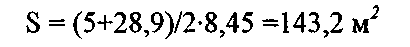 S = (5+28,9)/2·8,45 =143,2 м²